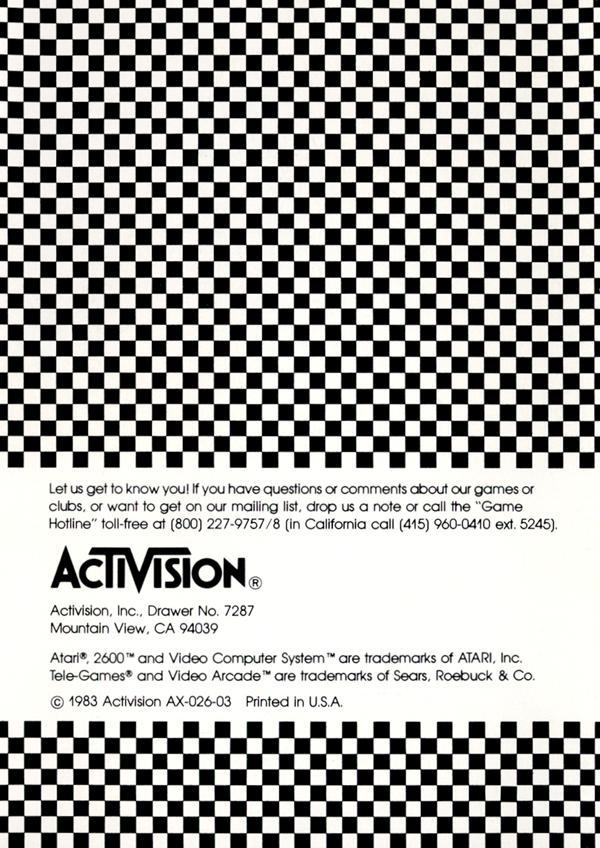 Let us get to know you! If you have questions or comments about our games or
clubs, or want to get on our mailing list, drop us a note or call the "Game
Hotline" toll-free at (800) 227-9757/8 (in California call (415) 960-0410 ext. 5245).
ACTIVISION®
Activision, Inc., Drawer No. 7287
Mountain View, CA 94039
Atari®, 2600™ and Video Computer System™ are trademarks of ATARI, Inc.
Tele-Games® and Video Arcade™ are trademarks of Sears, Roebuck & Co.
© 1983 Activision AX-026-03 Printed in U.S.A.